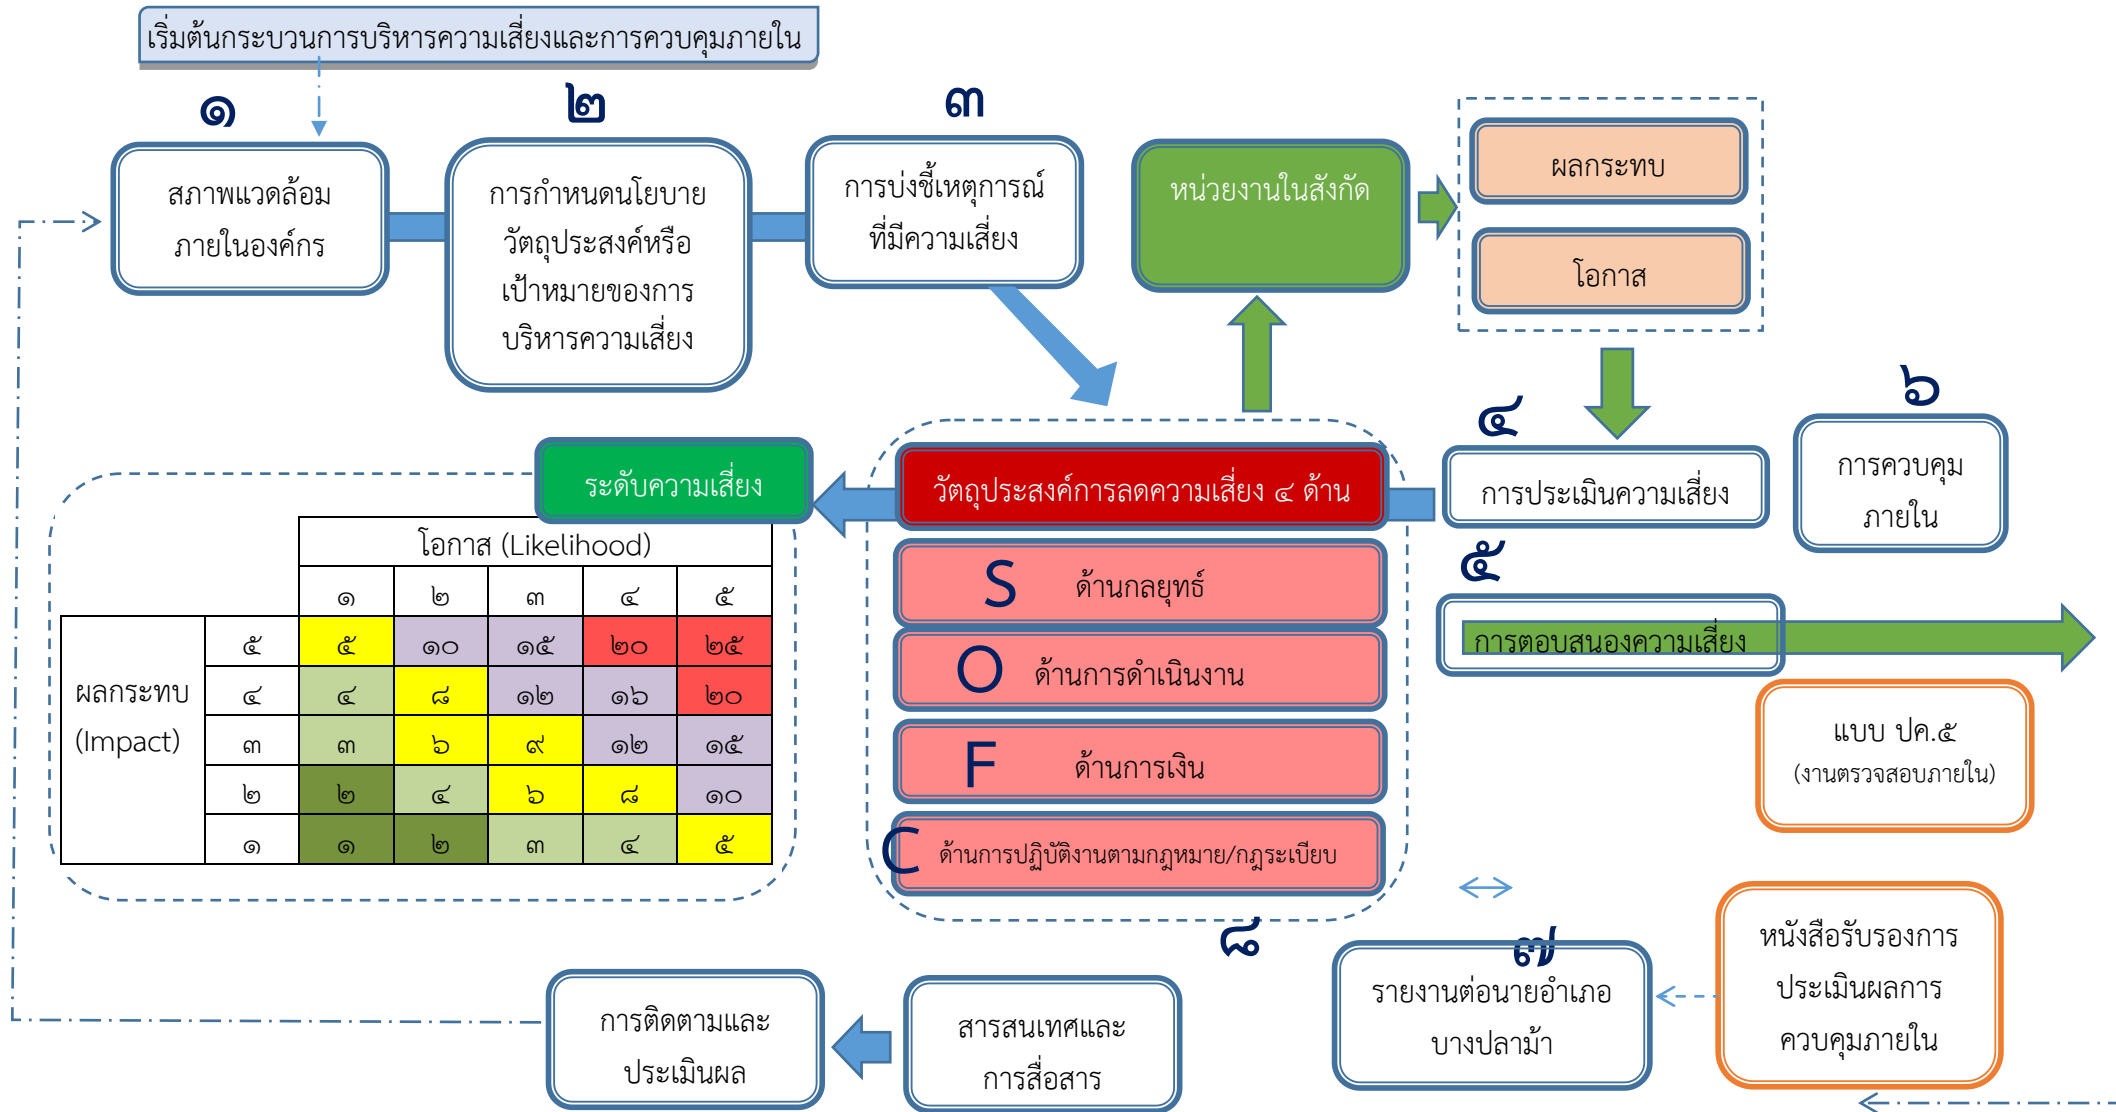 เริ่มต้นกระบวนการบริหารความเสี่ยงและการควบคุมภายใน
๑
สภาพแวดล้อม
ภายในองค์กร
๒
การกำหนดนโยบาย
วัตถุประสงค์หรือ
เป้าหมายของการ
บริหารความเสี่ยง
๓
การบ่งชี้เหตุการณ์
ที่มีความเสี่ยง
หน่วยงานในสังกัด
ผลกระทบ
โอกาส
๔
การประเมินความเสี่ยง
๖
การควบคุม
ภายใน
๕
การตอบสนองความเสี่ยง
วัตถุประสงค์การลดความเสี่ยง ๔ ด้าน
S ด้านกลยุทธ์
O ด้านการดำเนินงาน
F ด้านการเงิน
C ด้านการปฏิบัติงานตามกฎหมาย/กฎระเบียบ
ระดับความเสี่ยง
โอกาส (Likelihood)
๑ ๒ ๓ ๔ ๕
ผลกระทบ
(Impact)
๕ ๕ ๑๐ ๑๕ ๒๐ ๒๕
๔ ๔ ๘ ๑๒ ๑๖ ๒๐
๓ ๓ ๖ ๙ ๑๒ ๑๕
๒ ๒ ๔ ๖ ๘ ๑๐
๑ ๑ ๒ ๓ ๔ ๕
แบบ ปค.๕
(งานตรวจสอบภายใน)
หนังสือรับรองการ
ประเมินผลการ
ควบคุมภายใน
๗
รายงานต่อนายอำเภอ
บางปลาม้า
๘
สารสนเทศและ
การสื่อสาร
การติดตามและ
ประเมินผล